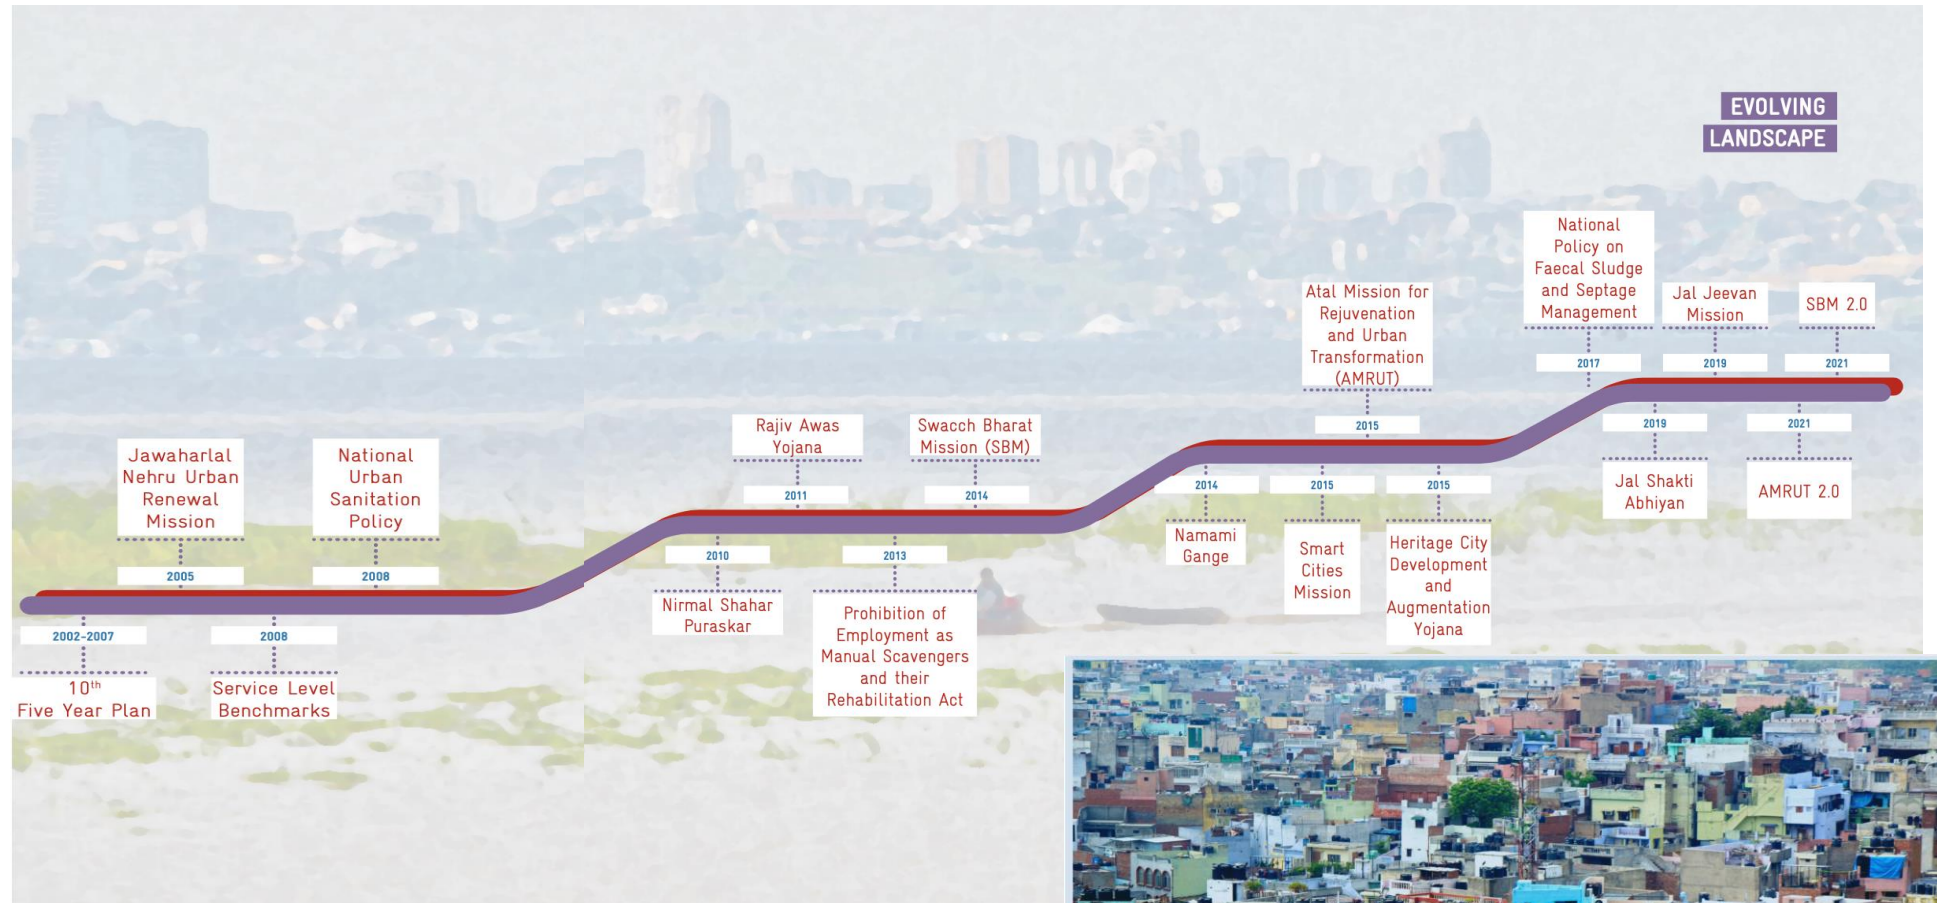 EVOLVING
LANDSCAPE
2002-2007
10th
Five Year Plan
Jawaharlal
Nehru Urban
Renewal
Mission
2005
2008
Service Level
Benchmarks
National
Urban
Sanitation
Policy
2008
2010
Nirmal Shahar
Puraskar
Rajiv Awas
Yojana
2011
2013
Prohibition of
Employment as
Manual Scavengers
and their
Rehabilitation Act
Swacch Bharat
Mission (SBM)
2014
2014
Namami
Gange
2015
Smart
Cities
Mission
Atal Mission for
Rejuvenation
and Urban
Transformation
(AMRUT)
2015
2015
Heritage City
Development
and
Augmentation
Yojana
National
Policy on
Faecal Sludge
and Septage
Management
2017
2019
Jal Shakti
Abhiyan
Jal Jeevan
Mission
2019
2021
AMRUT 2.0
SBM 2.0
2021